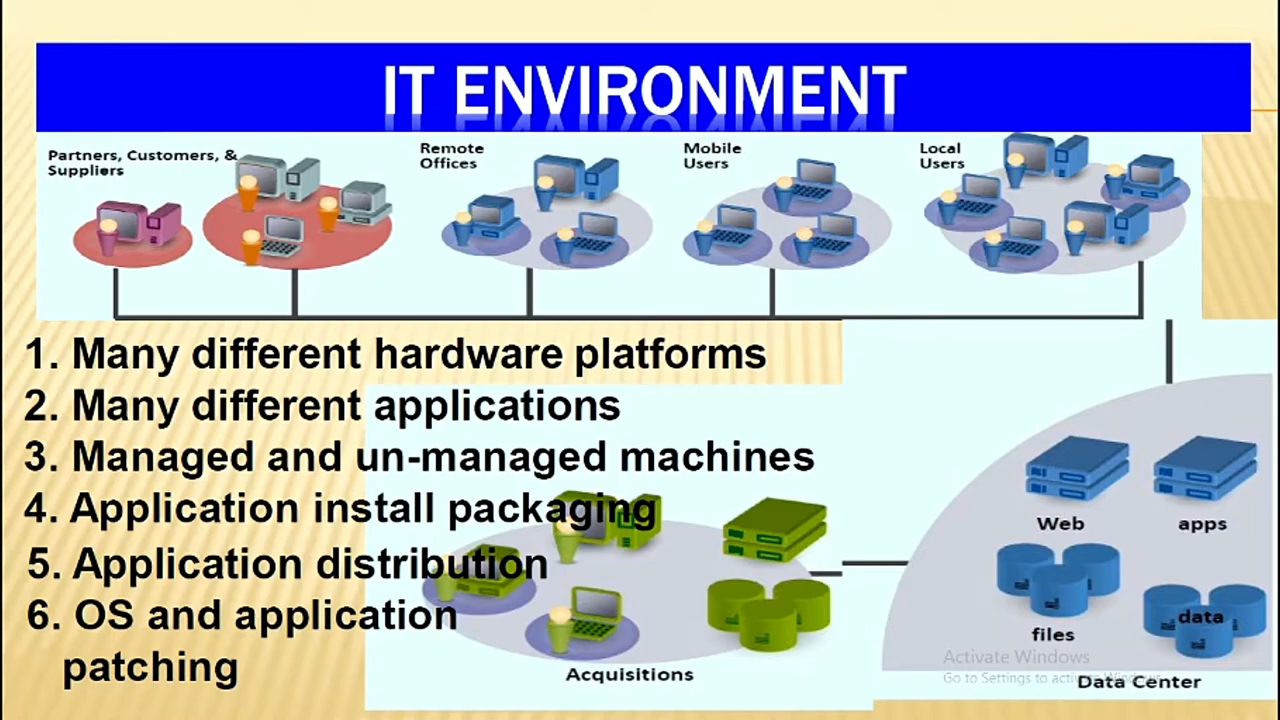 IT ENVIRONMENT
Partners, Customers, &
Suppliers
Remote
Offices
Mobile
Users
Local
Users
1. Many different hardware platforms
2. Many different applications
3. Managed and un-managed machines
4. Application install packaging
5. Application distribution
6. OS and application
patching
Web
apps
files
data
Acquisitions
Activate Windows
Go to Settings to activate Windows.
Data Center